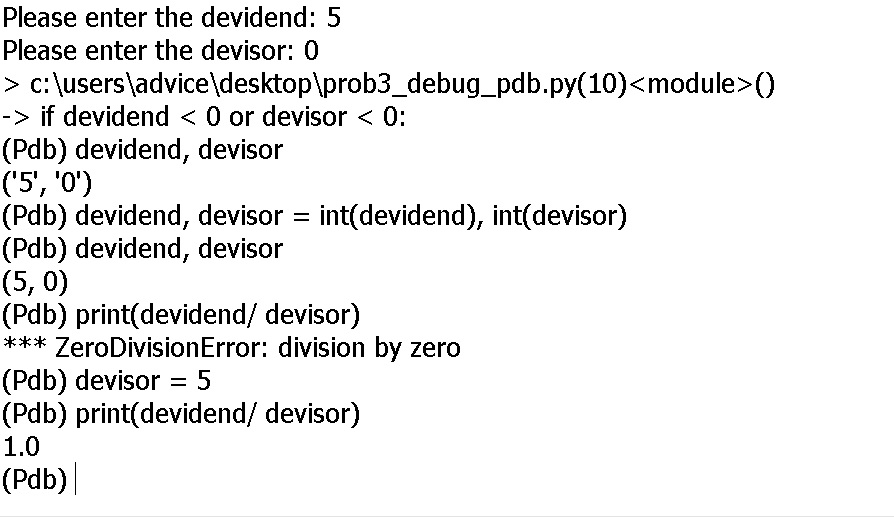 Please enter the devidend: 5
Please enter the devisor: 0
> c:\users\advice\desktop\prob3_debug_pdb.py(10)<module>()
-> if devidend < 0 or devisor < 0:
(Pdb) devidend, devisor
('5', '0')
(Pdb) devidend, devisor = int(devidend), int(devisor)
(Pdb) devidend, devisor
(5, 0)
(Pdb) print(devidend/ devisor)
*** ZeroDivisionError: division by zero
(Pdb) devisor = 5
(Pdb) print(devidend/ devisor)
1.0
(Pdb)